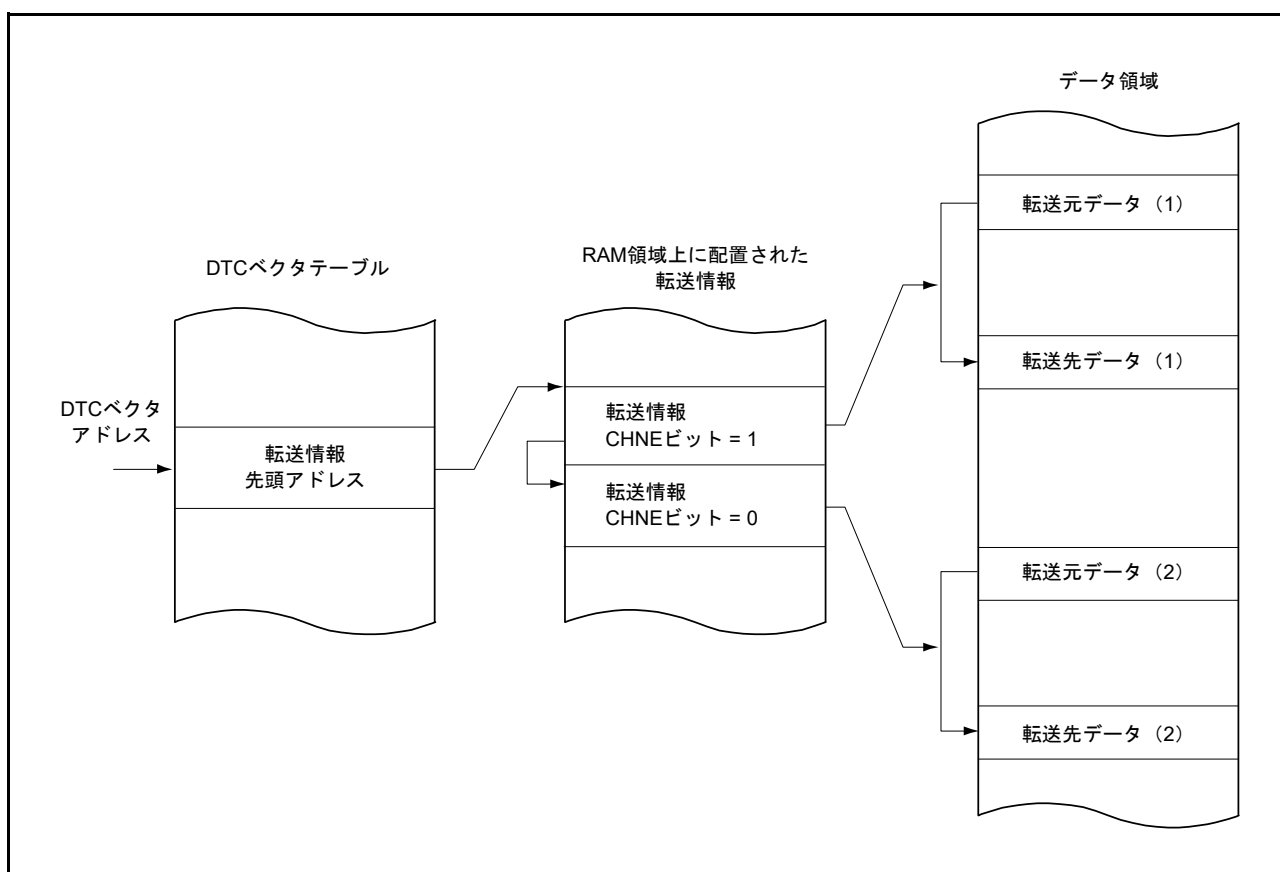 データ領域
転送元データ（1）
DTCベクタテーブル
RAM領域上に配置された
転送情報
転送先データ（1）
DTCベクタ
アドレス
転送情報
先頭アドレス
転送情報
CHNEビット = 1
転送情報
CHNEビット = 0
転送元データ（2）
転送先データ（2）